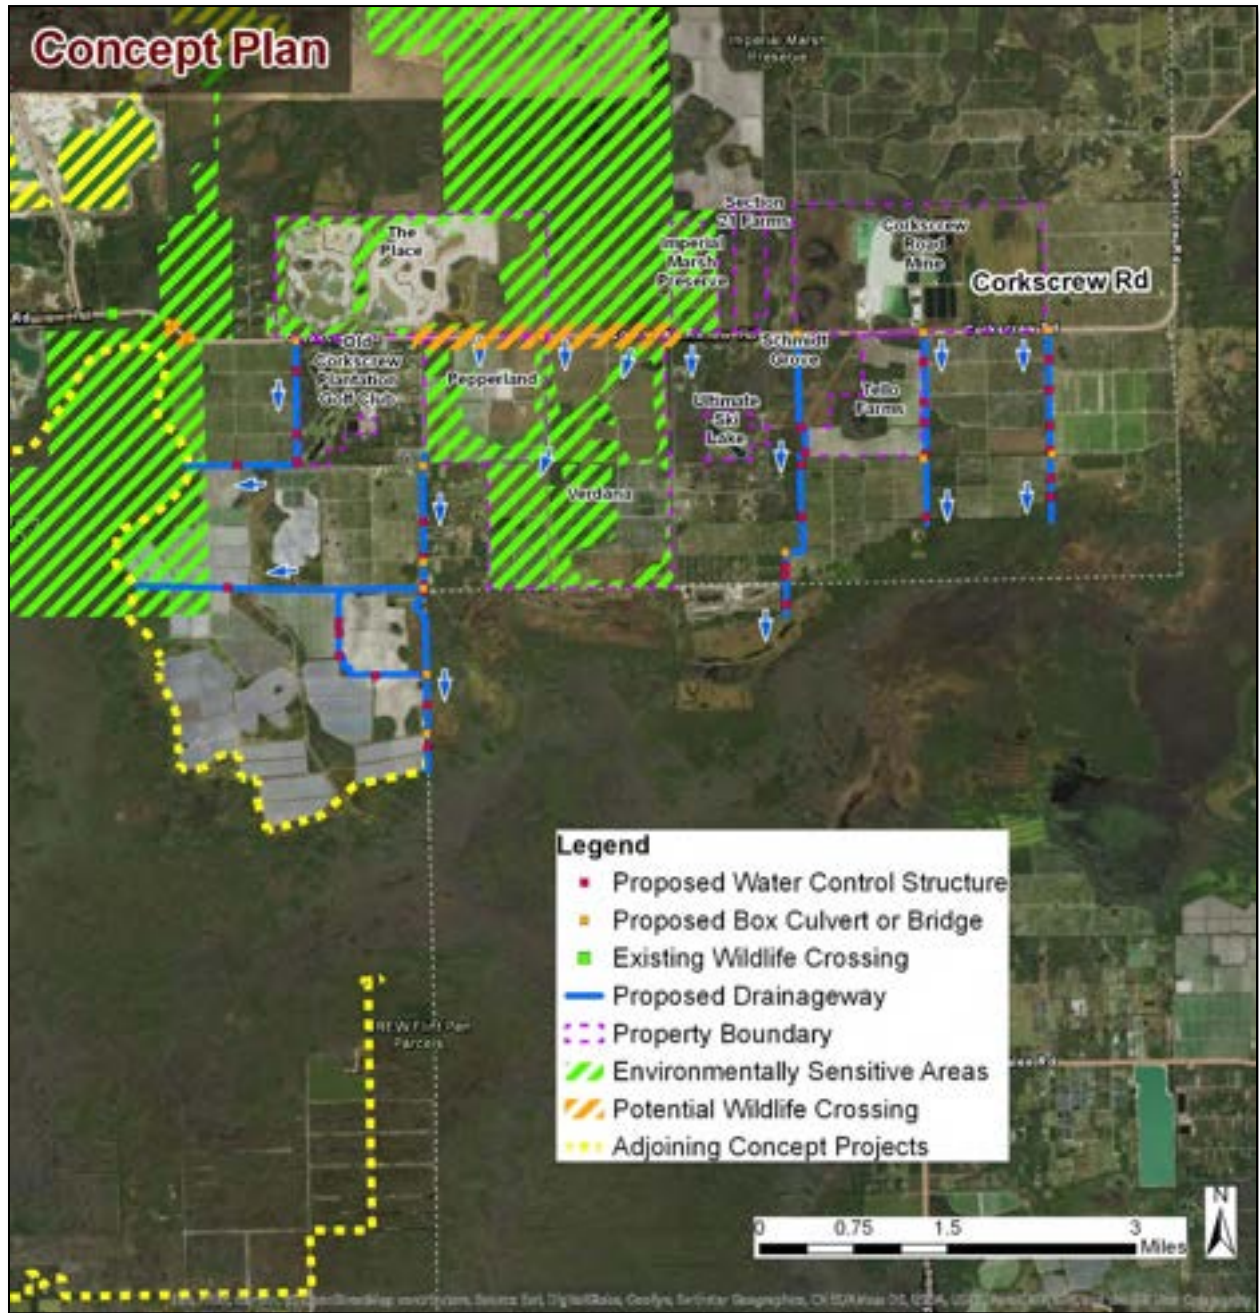 Concept Plan
Imperial Marsh
Preserve
Section
21 Farms
The
Place
Imperial
Marsh
Preserve
Corkscrew
Road
Mine
Corkscrew Rd
Old
Corkscrew
Plantation
Golf Club
Schmidt
Grove
Pepperland
Tello
Farms
Ultimate
Ski
Lake
Verdana
Legend
Proposed Water Control Structure
Proposed Box Culvert or Bridge
Existing Wildlife Crossing
Proposed Drainageway
Property Boundary
Environmentally Sensitive Areas
Potential Wildlife Crossing
Adjoining Concept Projects
Parcels
N
0 0.75 1.5 3
Miles